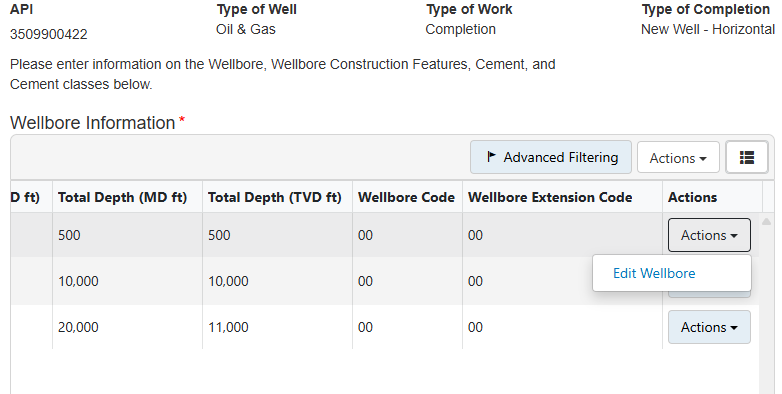 API Type of Well Type of Work Type of Completion
3509900422 Oil & Gas Completion New Well - Horizontal
Please enter information on the Wellbore, Wellbore Construction Features, Cement, and
Cement classes below.
Wellbore Information *
Advanced Filtering Actions
D ft) Total Depth (MD ft) Total Depth (TVD ft) Wellbore Code Wellbore Extension Code Actions
500 500 00 00 Actions
Edit Wellbore
10,000 10,000 00 00
20,000 11,000 00 00 Actions